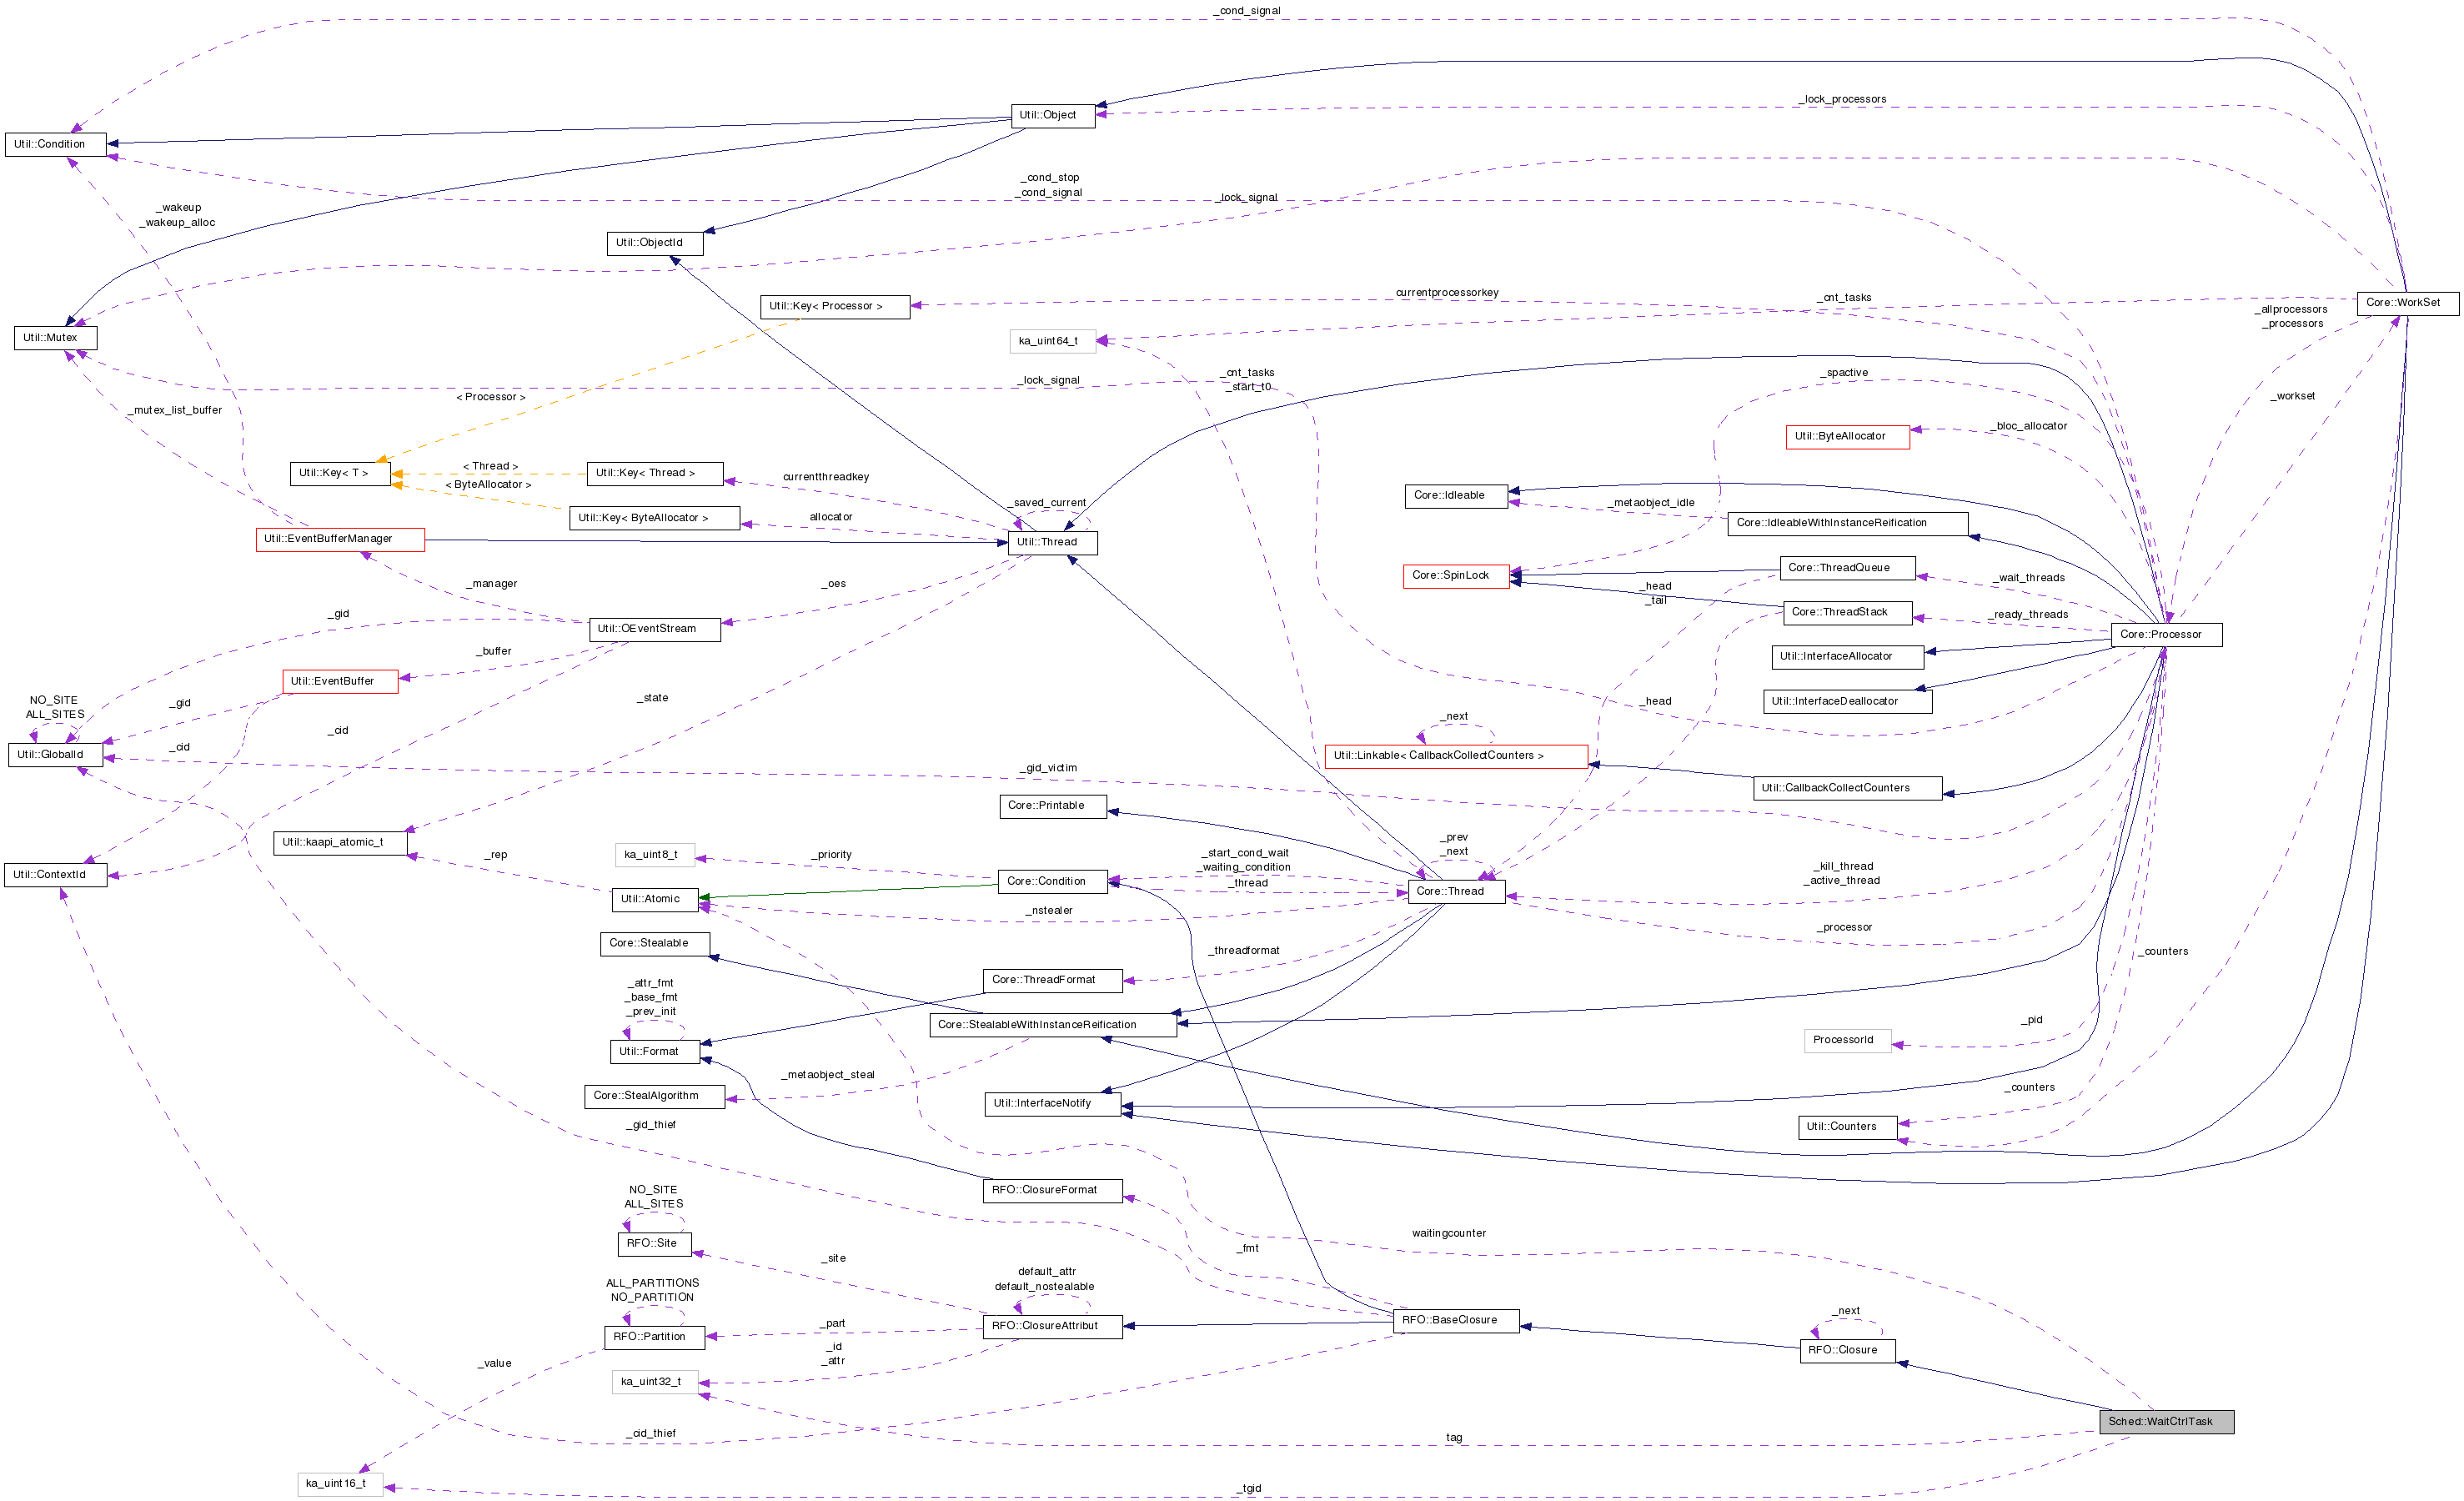 _cond_signal
_lock_processors
Util::Object
Util::Condition
_cond_stop
_cond_signal
_lock_signal
_wakeup
_wakeup_alloc
Util::ObjectId
currentprocessorkey
_cnt_tasks
Core::WorkSet
Util::Key< Processor >
_allprocessors
_processors
Util::Mutex
ka_uint64_t
_lock_signal
_cnt_tasks
_start_t0
_spactive
< Processor >
_workset
_mutex_list_buffer
_bloc_allocator
Util::ByteAllocator
Util::Key< T >
< Thread >
Util::Key< Thread >
currentthreadkey
< ByteAllocator >
Core::Idleable
_metaobject_idle
_saved_current
Util::Key< ByteAllocator >
allocator
Core::IdleableWithInstanceReification
Util::EventBufferManager
Util::Thread
Core::ThreadQueue
Core::SpinLock
_wait_threads
_manager
_oes
_head
_tail
Core::ThreadStack
_ready_threads
_gid
Util::OEventStream
Core::Processor
_buffer
Util::InterfaceAllocator
Util::EventBuffer
NO_SITE
ALL_SITES
_gid
_state
_head
Util::InterfaceDeallocator
_next
_cid
_cid
Util::GlobalId
Util::Linkable< CallbackCollectCounters >
_gid_victim
Util::CallbackCollectCounters
Core::Printable
Util::kaapi_atomic_t
_rep
ka_uint8_t
_priority
_prev
_next
_start_cond_wait
_waiting_condition
_kill_thread
_active_thread
Util::ContextId
Core::Condition
_thread
Core::Thread
Util::Atomic
_nstealer
_processor
Core::Stealable
_threadformat
_counters
Core::ThreadFormat
_attr_fmt
_base_fmt
_prev_init
Core::StealableWithInstanceReification
_pid
ProcessorId
Util::Format
_metaobject_steal
Core::StealAlgorithm
_counters
Util::InterfaceNotify
Util::Counters
_gid_thief
RFO::ClosureFormat
NO_SITE
ALL_SITES
RFO::Site
waitingcounter
_fmt
_site
default_attr
default_nostealable
ALL_PARTITIONS
NO_PARTITION
_next
RFO::Partition
_part
RFO::ClosureAttribut
RFO::BaseClosure
_id
_attr
RFO::Closure
_value
ka_uint32_t
Sched::WaitCtrlTask
_cid_thief
tag
ka_uint16_t
_tgid